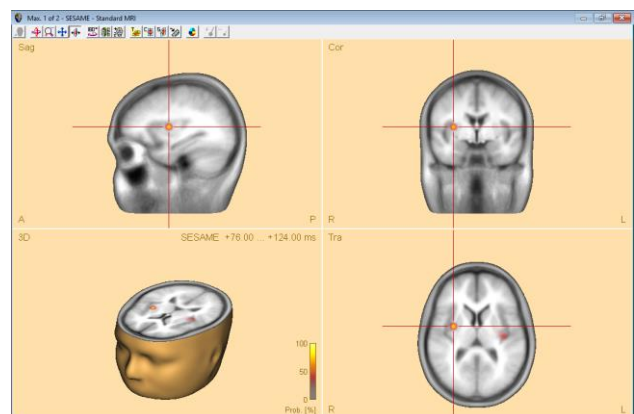 Max. 1 of 2 - SESAME - Standard MRI
Sag
Cor
A
P
R
L
3D
SESAME +76.00 ... +124.00 ms
Tra
100
50
0
Prob. [%]
R
L